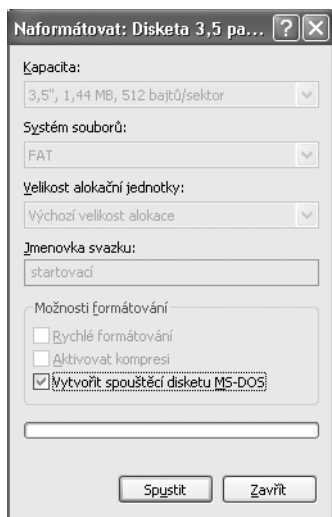 Naformátovat: Disketa 3,5 pa...
Kapacita:
3,5", 1,44 MB, 512 bajtů/sektor
Systém souborů:
FAT
Velikost alokační jednotky:
Výchozí velikost alokace
Jmenovka svazku:
startovací
Možnosti formátování
Rychlé formátování
Aktivovat kompresi
Vytvořit spouštěcí disketu MS-DOS
Spustit Zavřít